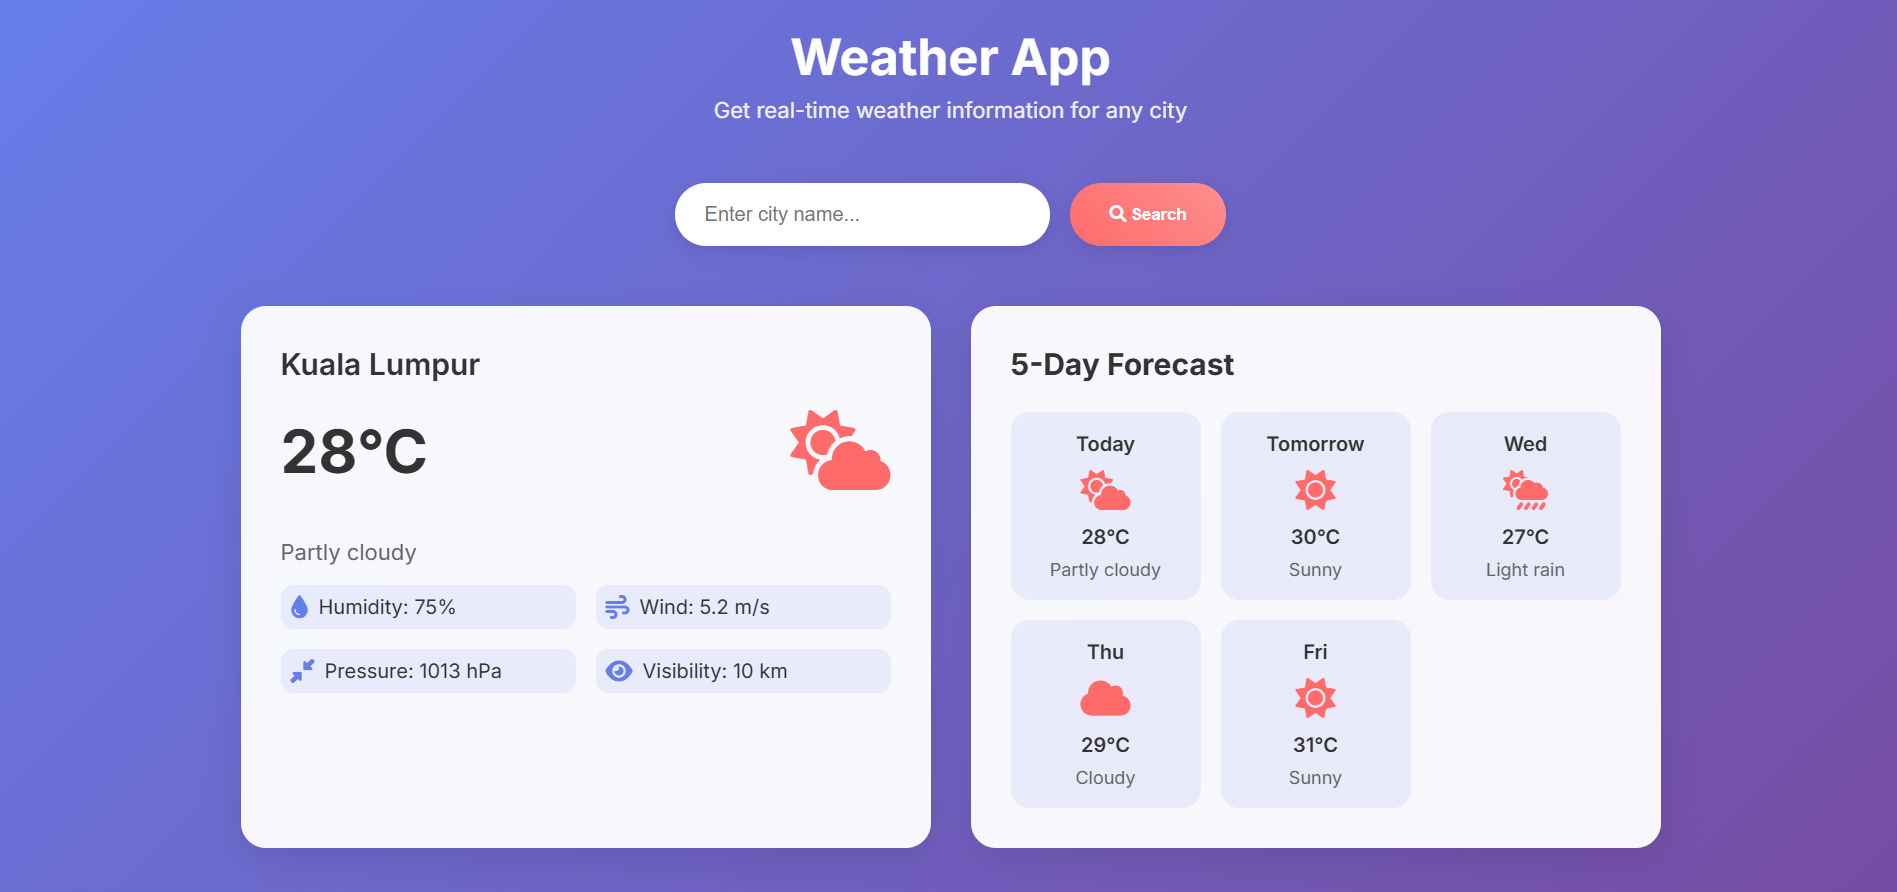 Weather App
Get real-time weather information for any city
Enter city name...
Search
Kuala Lumpur
28°C
Partly cloudy
Humidity: 75%
Wind: 5.2 m/s
Pressure: 1013 hPa
Visibility: 10 km
5-Day Forecast
Today
28°C
Partly cloudy
Tomorrow
30°C
Sunny
Wed
27°C
Light rain
Thu
29°C
Cloudy
Fri
31°C
Sunny